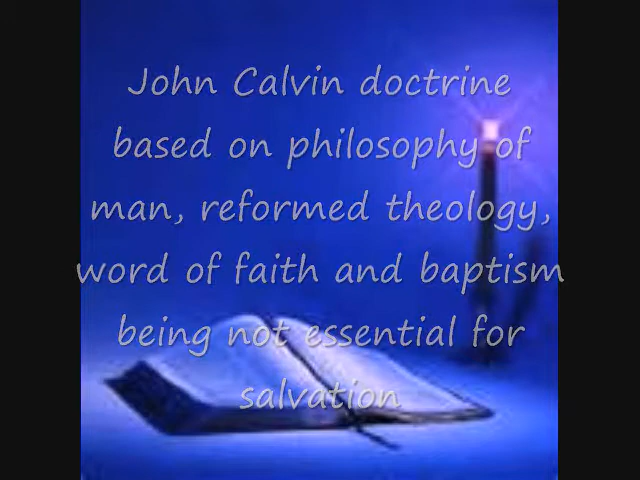 John Calvin doctrine
based on philosophy of
man, reformed theology,
word of faith and baptism
being not essential for
salvation